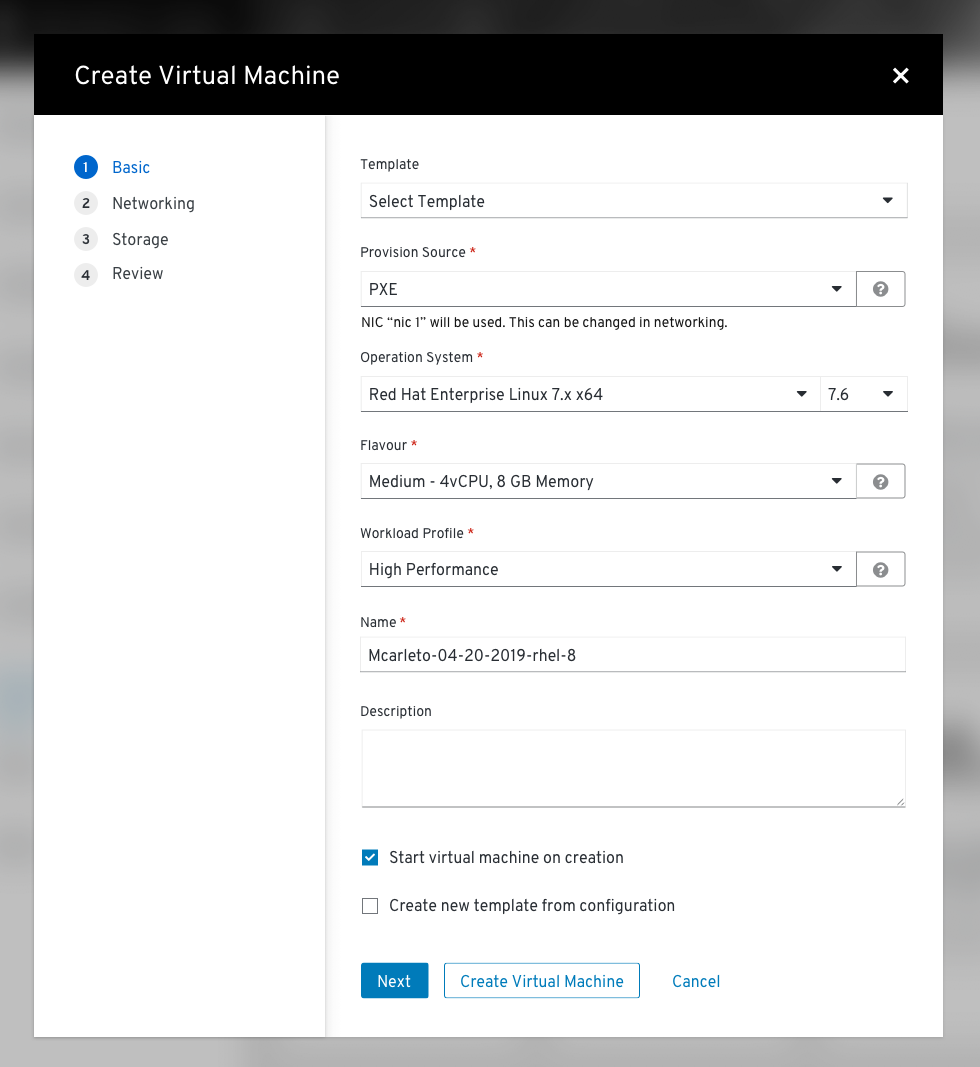 Create Virtual Machine
1 Basic
2 Networking
3 Storage
4 Review
Template
Select Template
Provision Source *
PXE
?
NIC “nic 1” will be used. This can be changed in networking.
Operation System *
Red Hat Enterprise Linux 7.x x64
7.6
Flavour *
Medium - 4vCPU, 8 GB Memory
?
Workload Profile *
High Performance
?
Name *
Mcarleto-04-20-2019-rhel-8
Description
Start virtual machine on creation
Create new template from configuration
Next
Create Virtual Machine
Cancel